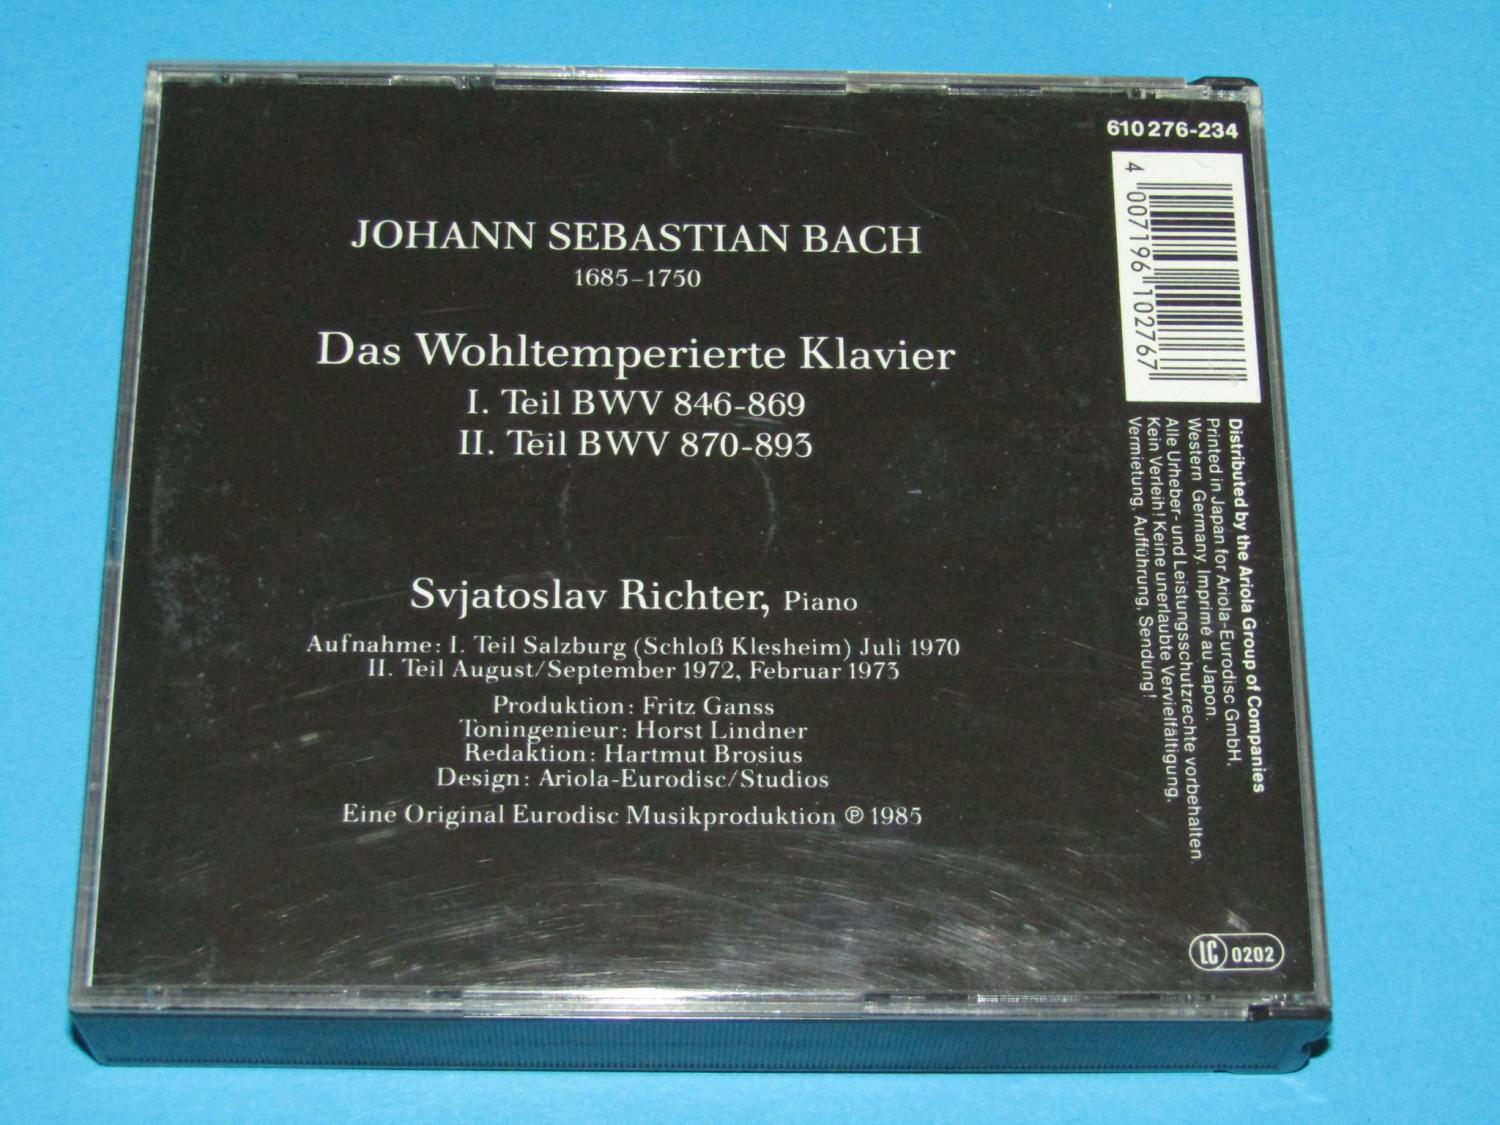 610 276-234
4 007196 102767
JOHANN SEBASTIAN BACH
1685-1750
Das Wohltemperierte Klavier
I. Teil BWV 846-869
II. Teil BWV 870-893
Svjatoslav Richter, Piano
Aufnahme: I. Teil Salzburg (Schloß Klesheim) Juli 1970
II. Teil August/September 1972, Februar 1973
Produktion: Fritz Ganss
Toningenieur: Horst Lindner
Redaktion: Hartmut Brosius
Design: Ariola-Eurodisc/Studios
Eine Original Eurodisc Musikproduktion ℗ 1985
Distributed by the Ariola Group of Companies
Printed in Japan for Ariola-Eurodisc GmbH,
Western Germany. Imprimé au Japon.
Alle Urheber- und Leistungsschutzrechte vorbehalten.
Kein Verleih! Keine unerlaubte Vervielfältigung,
Vermietung, Aufführung, Sendung!
LC 0202